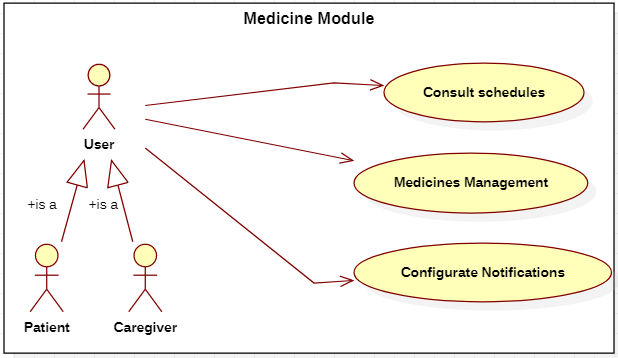 Medicine Module
Consult schedules
User
Medicines Management
+is a
+is a
Configurate Notifications
Patient
Caregiver